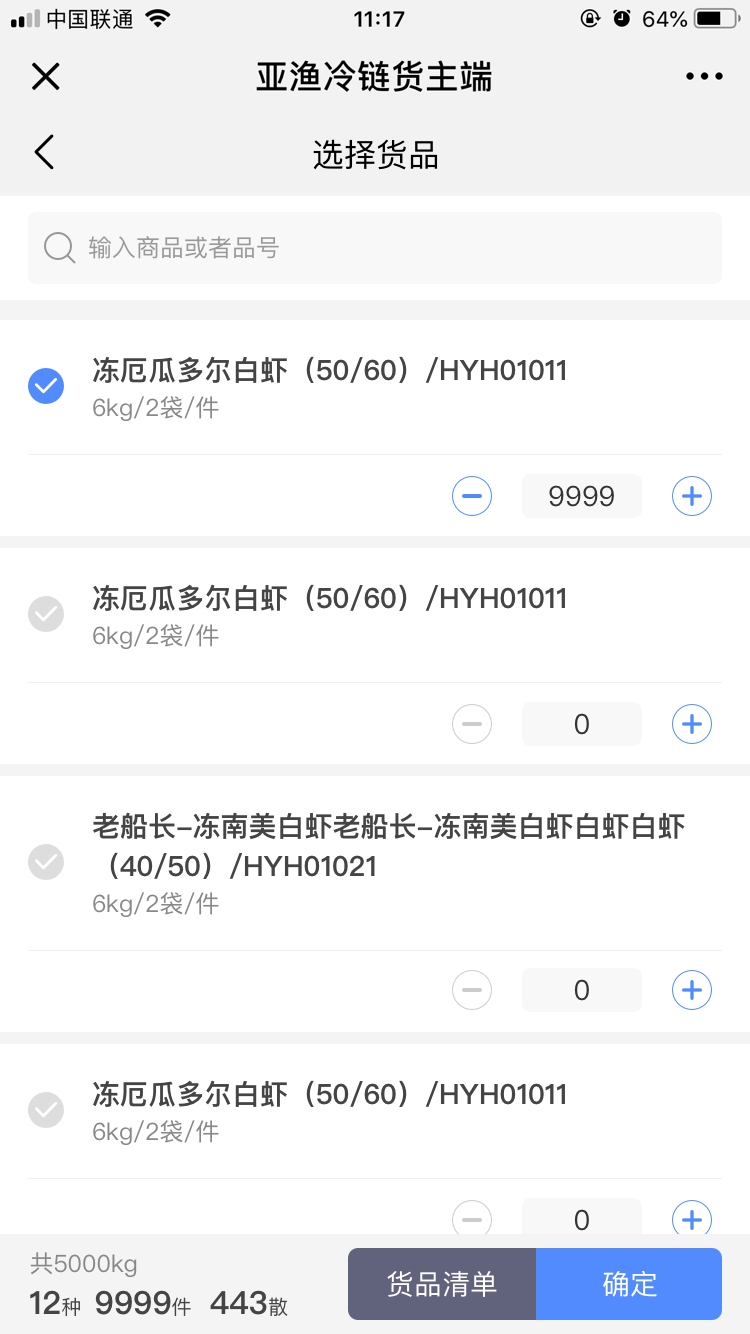 中国联通 11:17 64%
亚渔冷链货主端
选择货品
输入商品或者品号
冻厄瓜多尔白虾（50/60）/HYH01011
6kg/2袋/件
9999
冻厄瓜多尔白虾（50/60）/HYH01011
6kg/2袋/件
0
老船长–冻南美白虾老船长–冻南美白虾白虾白虾
（40/50）/HYH01021
6kg/2袋/件
0
冻厄瓜多尔白虾（50/60）/HYH01011
6kg/2袋/件
0
共5000kg
12种 9999件 443散
货品清单
确定